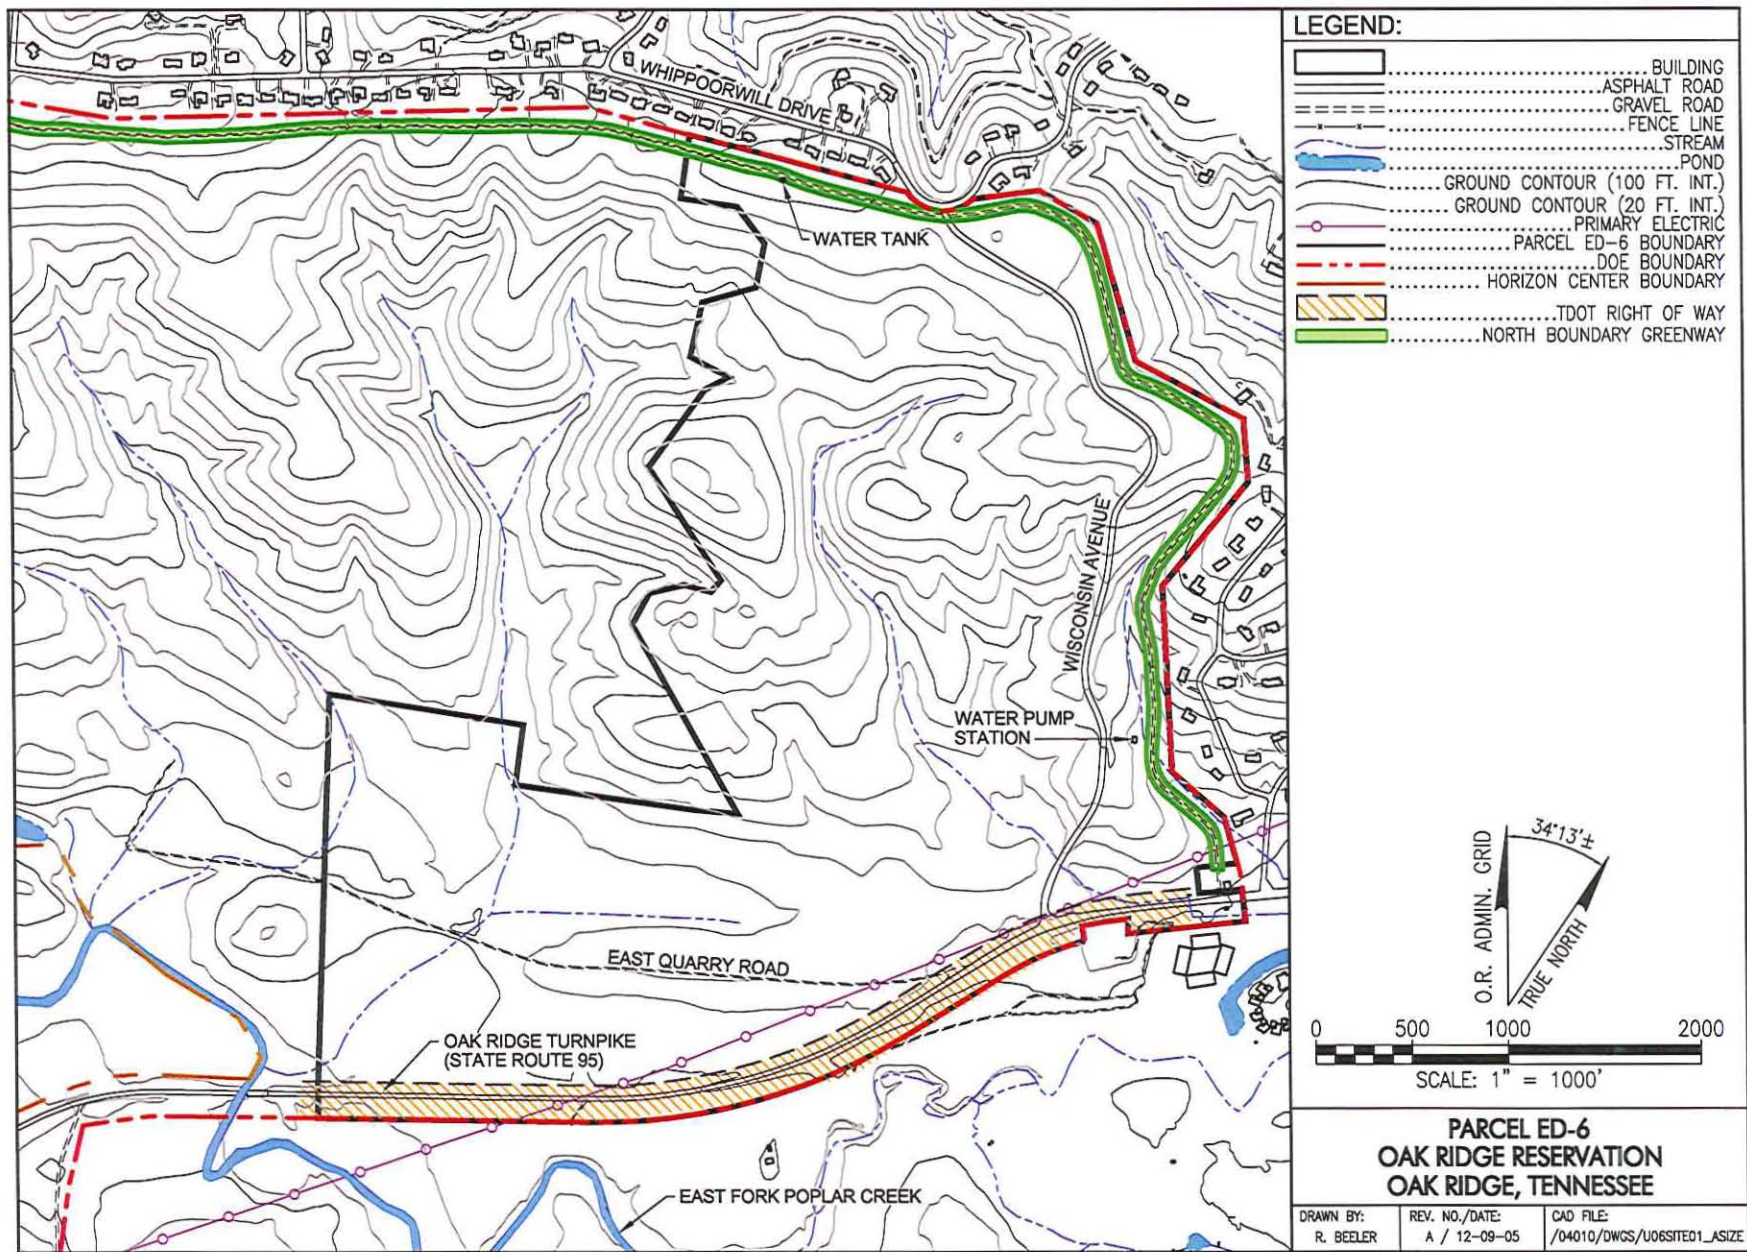 WHIPPOORWILL DRIVE
WATER TANK
WISCONSIN AVENUE
WATER PUMP
STATION
EAST QUARRY ROAD
OAK RIDGE TURNPIKE
(STATE ROUTE 95)
EAST FORK POPLAR CREEK
LEGEND:
BUILDING
ASPHALT ROAD
GRAVEL ROAD
FENCE LINE
STREAM
POND
GROUND CONTOUR (100 FT. INT.)
GROUND CONTOUR (20 FT. INT.)
PRIMARY ELECTRIC
PARCEL ED-6 BOUNDARY
DOE BOUNDARY
HORIZON CENTER BOUNDARY
TDOT RIGHT OF WAY
NORTH BOUNDARY GREENWAY
34°13'±
O.R. ADMIN. GRID
TRUE NORTH
0 500 1000 2000
SCALE: 1" = 1000'
PARCEL ED-6
OAK RIDGE RESERVATION
OAK RIDGE, TENNESSEE
DRAWN BY:
R. BEELER
REV. NO./DATE:
A / 12-09-05
CAD FILE:
/04010/DWGS/U06SITE01_ASIZE